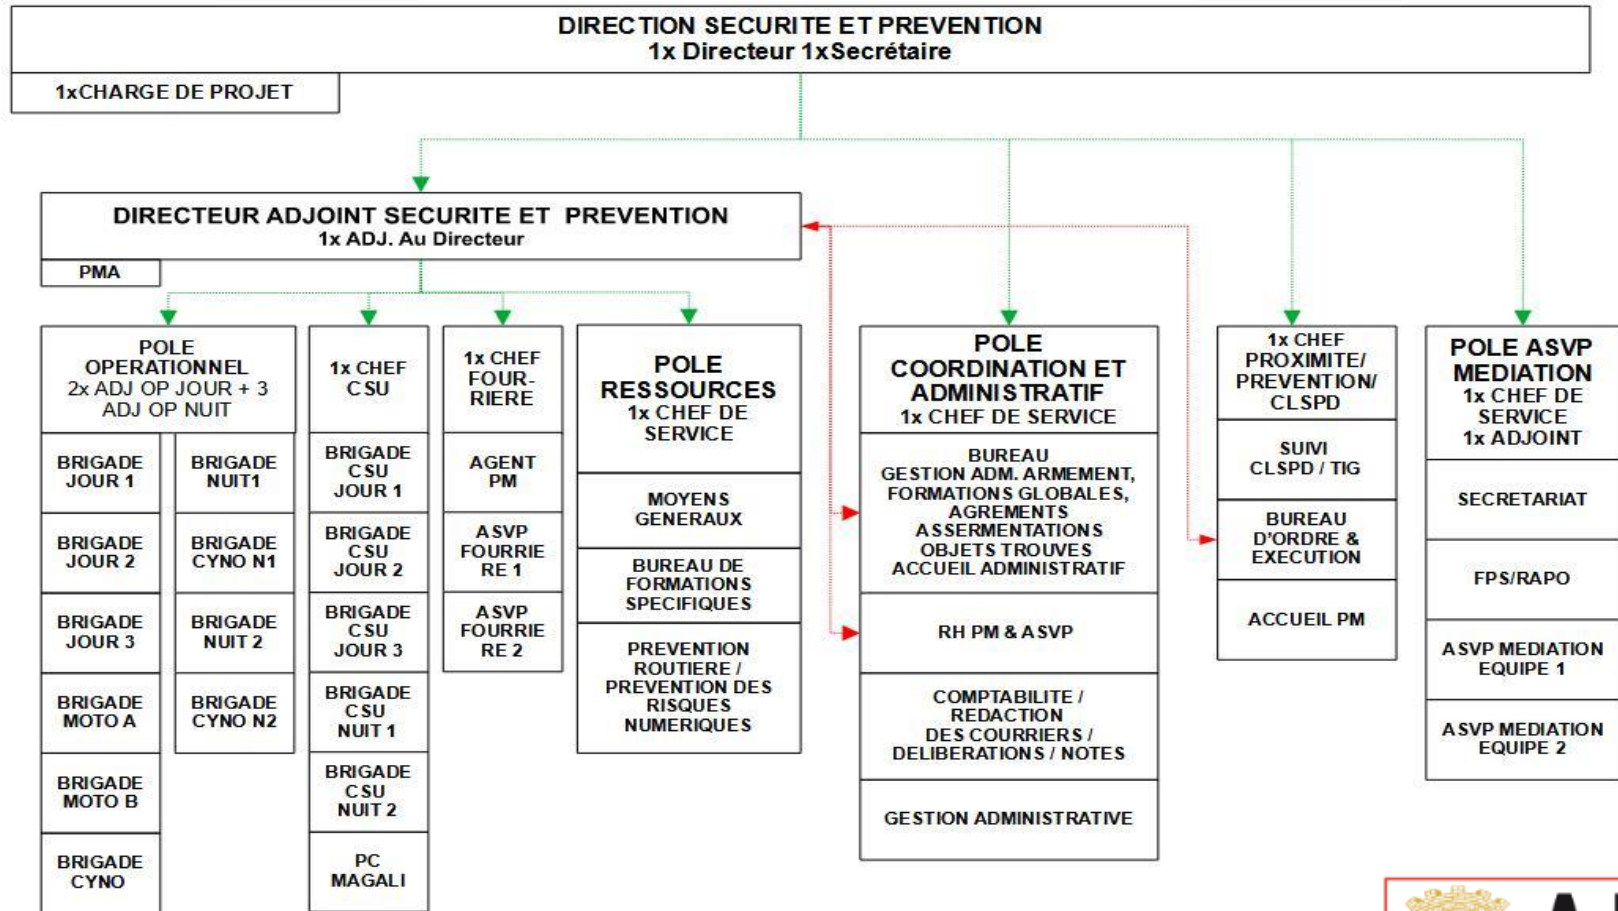 DIRECTION SECURITE ET PREVENTION
1x Directeur 1xSecrétaire
1xCHARGE DE PROJET
DIRECTEUR ADJOINT SECURITE ET PREVENTION
1x ADJ. Au Directeur
PMA
POLE
OPERATIONNEL
2x ADJ OP JOUR + 3
ADJ OP NUIT
BRIGADE
JOUR 1
BRIGADE
JOUR 2
BRIGADE
JOUR 3
BRIGADE
MOTO A
BRIGADE
MOTO B
BRIGADE
CYNO
BRIGADE
NUIT1
BRIGADE
CYNO N1
BRIGADE
NUIT 2
BRIGADE
CYNO N2
1x CHEF
CSU
BRIGADE
CSU
JOUR 1
BRIGADE
CSU
JOUR 2
BRIGADE
CSU
JOUR 3
BRIGADE
CSU
NUIT 1
BRIGADE
CSU
NUIT 2
PC
MAGALI
1x CHEF
FOUR-
RIERE
AGENT
PM
ASVP
FOURRIE
RE 1
ASVP
FOURRIE
RE 2
POLE
RESSOURCES
1x CHEF DE
SERVICE
MOYENS
GENERAUX
BUREAU DE
FORMATIONS
SPECIFIQUES
PREVENTION
ROUTIERE /
PREVENTION DES
RISQUES
NUMERIQUES
POLE
COORDINATION ET
ADMINISTRATIF
1x CHEF DE SERVICE
BUREAU
GESTION ADM. ARMEMENT,
FORMATIONS GLOBALES,
AGREMENTS
ASSERMENTATIONS
OBJETS TROUVES
ACCUEIL ADMINISTRATIF
RH PM & ASVP
COMPTABILITE /
REDACTION
DES COURRIERS /
DELIBERATIONS / NOTES
GESTION ADMINISTRATIVE
1x CHEF
PROXIMITE/
PREVENTION/
CLSPD
SUIVI
CLSPD / TIG
BUREAU
D'ORDRE &
EXECUTION
ACCUEIL PM
POLE ASVP
MEDIATION
1x CHEF DE
SERVICE
1x ADJOINT
SECRETARIAT
FPS/RAPO
ASVP MEDIATION
EQUIPE 1
ASVP MEDIATION
EQUIPE 2